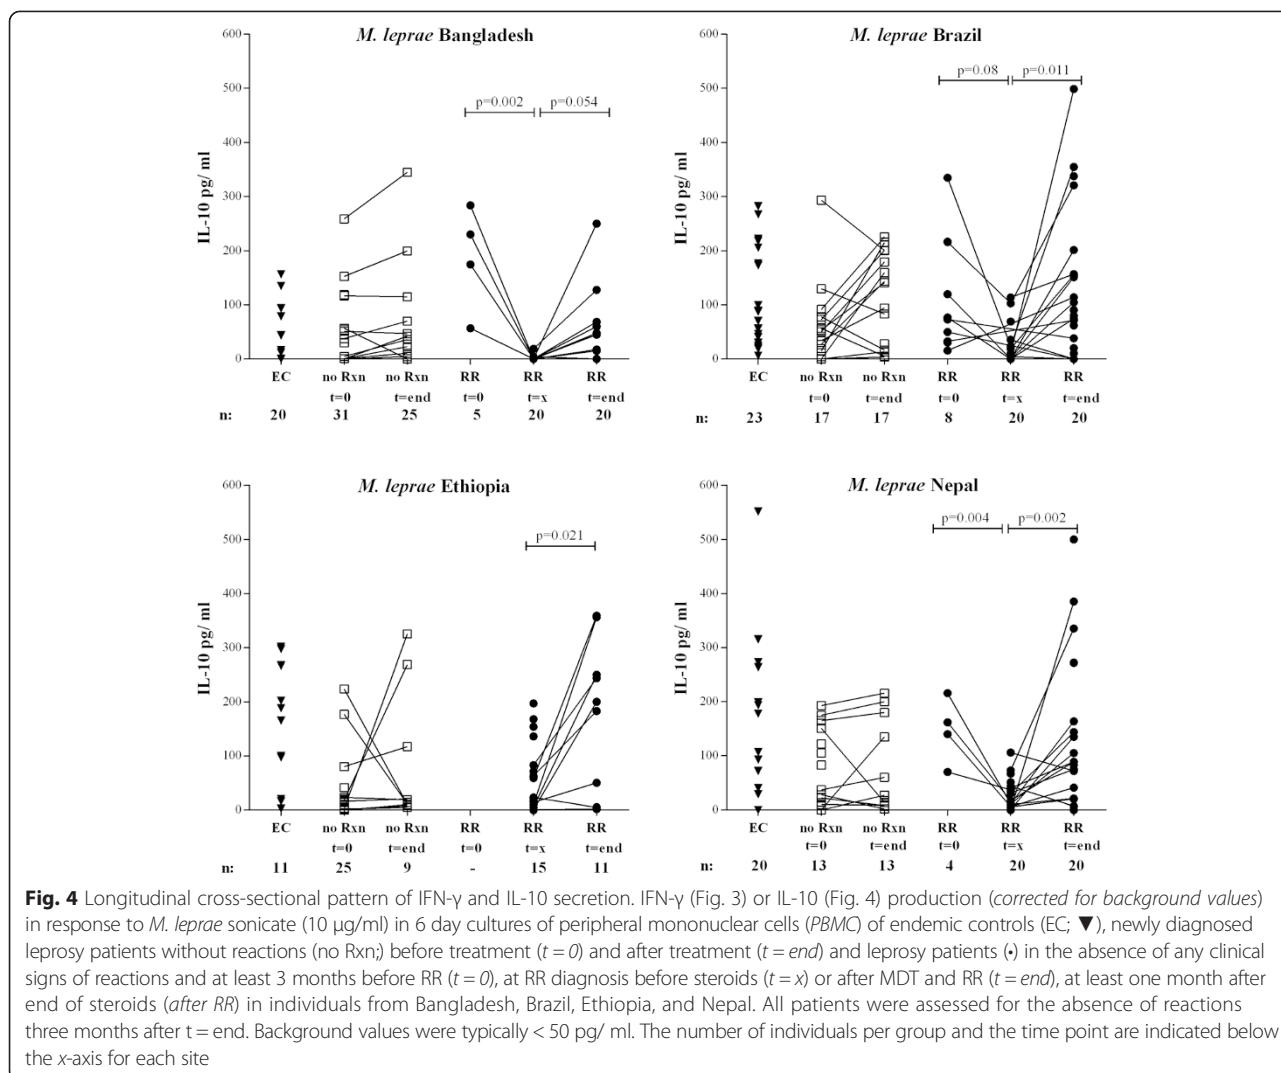 M. leprae Bangladesh
IL-10 pg/ ml
600
500
400
300
200
100
0
p=0.002
p=0.054
EC no Rxn no Rxn RR RR RR
t=0 t=end t=0 t=x t=end
n: 20 31 25 5 20 20
M. leprae Brazil
IL-10 pg/ ml
600
500
400
300
200
100
0
p=0.08
p=0.011
EC no Rxn no Rxn RR RR RR
t=0 t=end t=0 t=x t=end
n: 23 17 17 8 20 20
M. leprae Ethiopia
IL-10 pg/ ml
600
500
400
300
200
100
0
p=0.021
EC no Rxn no Rxn RR RR RR
t=0 t=end t=0 t=x t=end
n: 11 25 9 - 15 11
M. leprae Nepal
IL-10 pg/ ml
600
500
400
300
200
100
0
p=0.004
p=0.002
EC no Rxn no Rxn RR RR RR
t=0 t=end t=0 t=x t=end
n: 20 13 13 4 20 20
Fig. 4 Longitudinal cross-sectional pattern of IFN-γ and IL-10 secretion. IFN-γ (Fig. 3) or IL-10 (Fig. 4) production (corrected for background values)
in response to M. leprae sonicate (10 μg/ml) in 6 day cultures of peripheral mononuclear cells (PBMC) of endemic controls (EC; ▼), newly diagnosed
leprosy patients without reactions (no Rxn;) before treatment (t = 0) and after treatment (t = end) and leprosy patients (•) in the absence of any clinical
signs of reactions and at least 3 months before RR (t = 0), at RR diagnosis before steroids (t = x) or after MDT and RR (t = end), at least one month after
end of steroids (after RR) in individuals from Bangladesh, Brazil, Ethiopia, and Nepal. All patients were assessed for the absence of reactions
three months after t = end. Background values were typically < 50 pg/ ml. The number of individuals per group and the time point are indicated below
the x-axis for each site